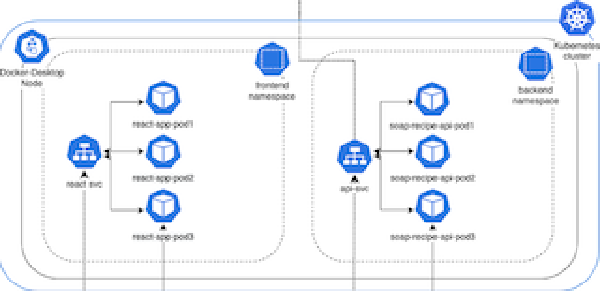 Kubernetes
cluster
Docker-Desktop
Node
frontend
namespace
backend
namespace
react-app-pod1
soap-recipe-api-pod1
react-app-pod2
soap-recipe-api-pod2
react svc
api-svc
react-app-pod3
soap-recipe-api-pod3